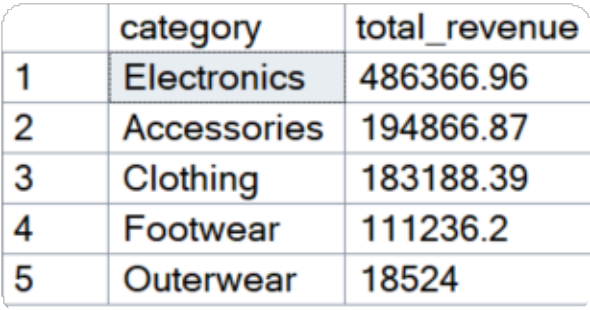 category total_revenue
1 Electronics 486366.96
2 Accessories 194866.87
3 Clothing 183188.39
4 Footwear 111236.2
5 Outerwear 18524